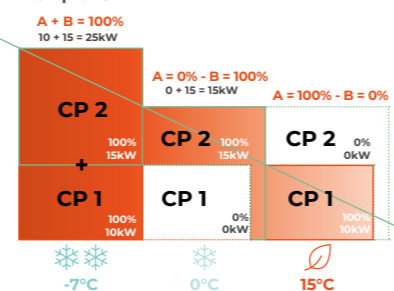 A + B = 100%
10 + 15 = 25kW
A = 0% - B = 100%
0 + 15 = 15kW
A = 100% - B = 0%
CP 2
100%
15kW
CP 2
100%
15kW
CP 2
0%
0kW
+
CP 1
100%
10kW
CP 1
0%
0kW
CP 1
100%
10kW
-7°C
0°C
15°C